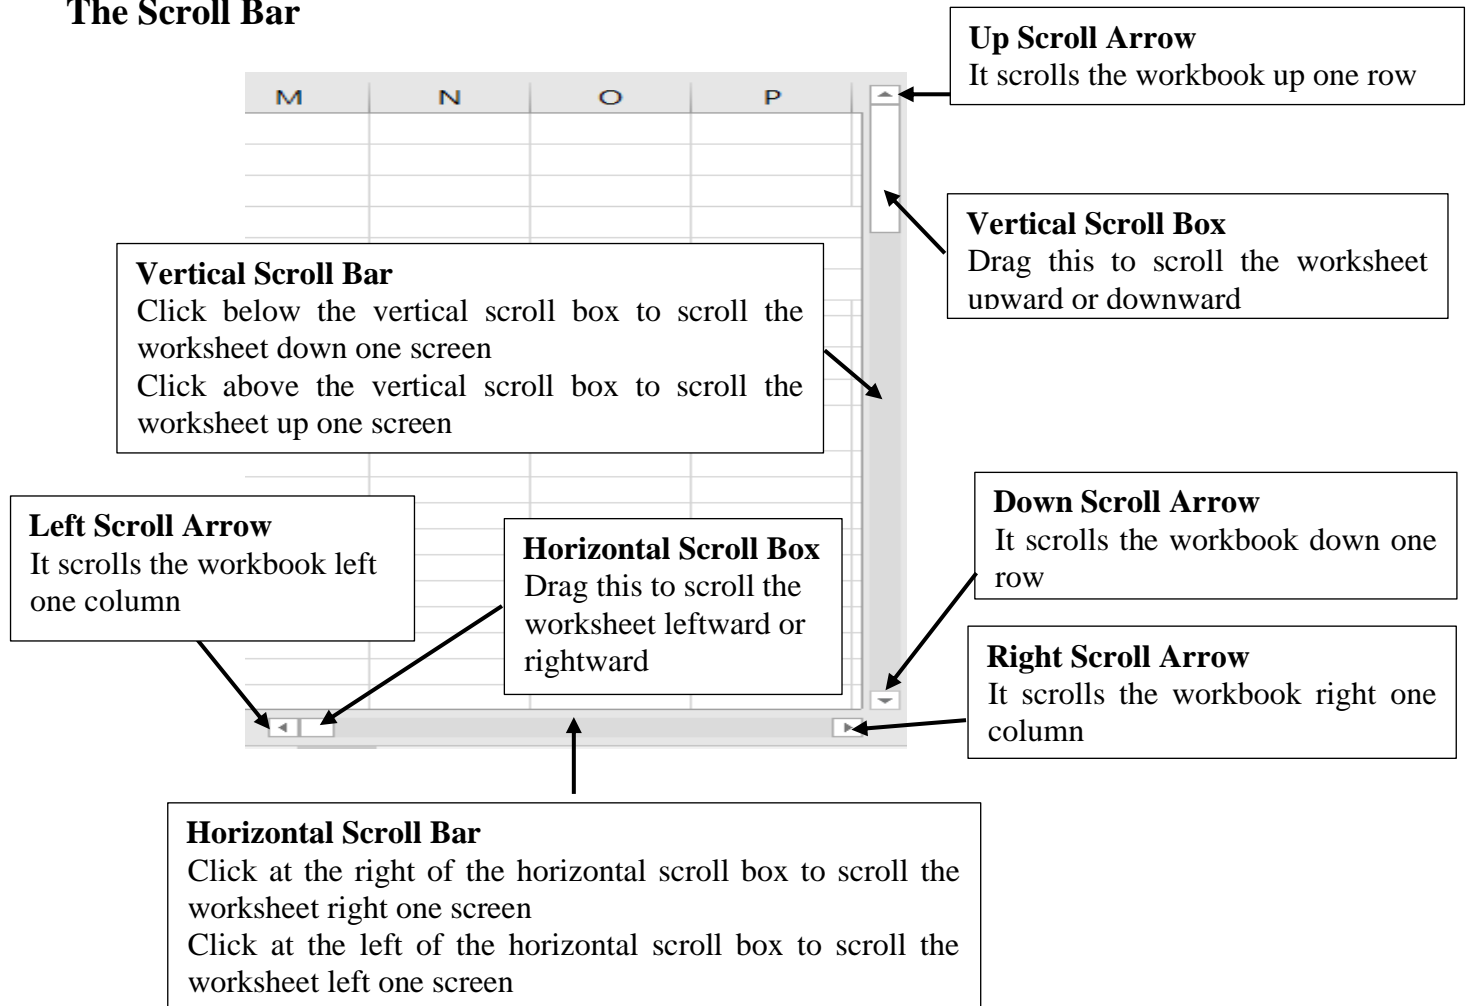 The Scroll Bar
Up Scroll Arrow
It scrolls the workbook up one row
M N O P
Vertical Scroll Box
Drag this to scroll the worksheet
upward or downward
Vertical Scroll Bar
Click below the vertical scroll box to scroll the
worksheet down one screen
Click above the vertical scroll box to scroll the
worksheet up one screen
Left Scroll Arrow
It scrolls the workbook left
one column
Horizontal Scroll Box
Drag this to scroll the
worksheet leftward or
rightward
Down Scroll Arrow
It scrolls the workbook down one
row
Right Scroll Arrow
It scrolls the workbook right one
column
Horizontal Scroll Bar
Click at the right of the horizontal scroll box to scroll the
worksheet right one screen
Click at the left of the horizontal scroll box to scroll the
worksheet left one screen